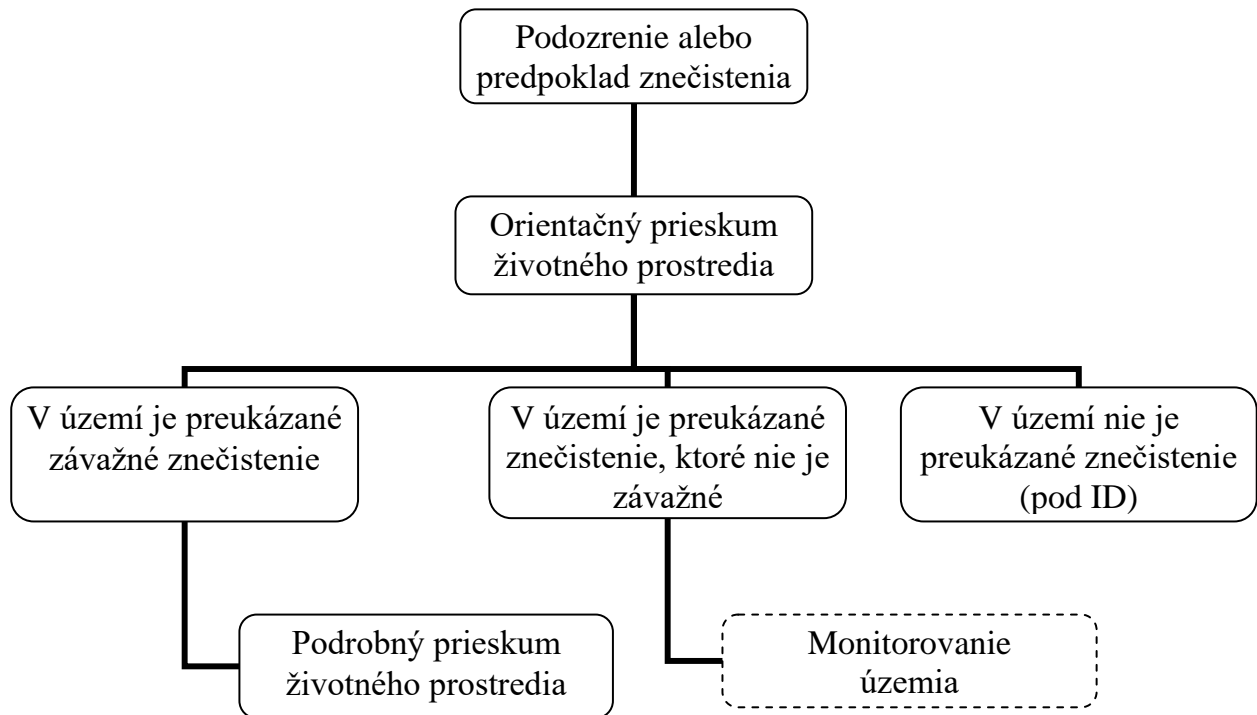 Podozrenie alebo
predpoklad znečistenia
Orientačný prieskum
životného prostredia
V území je preukázané
závažné znečistenie
V území je preukázané
znečistenie, ktoré nie je
závažné
V území nie je
preukázané znečistenie
(pod ID)
Podrobný prieskum
životného prostredia
Monitorovanie
územia